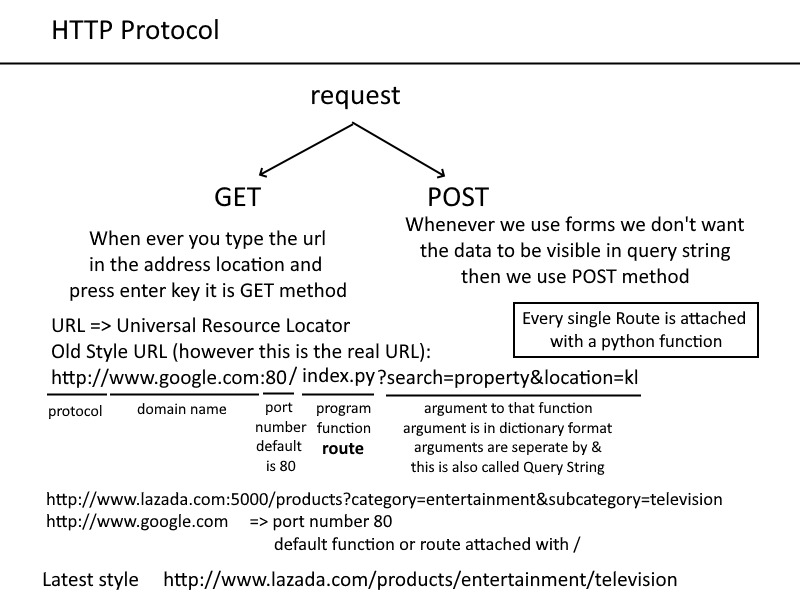 HTTP Protocol
request
GET
POST
When ever you type the url
in the address location and
press enter key it is GET method
Whenever we use forms we don't want
the data to be visible in query string
then we use POST method
Every single Route is attached
with a python function
URL => Universal Resource Locator
Old Style URL (however this is the real URL):
http://www.google.com:80/ index.py?search=property&location=kl
protocol
domain name
port
number
default
is 80
program
function
route
argument to that function
argument is in dictionary format
arguments are seperate by &
this is also called Query String
http://www.lazada.com:5000/products?category=entertainment&subcategory=television
http://www.google.com => port number 80
default function or route attached with /
Latest style http://www.lazada.com/products/entertainment/television